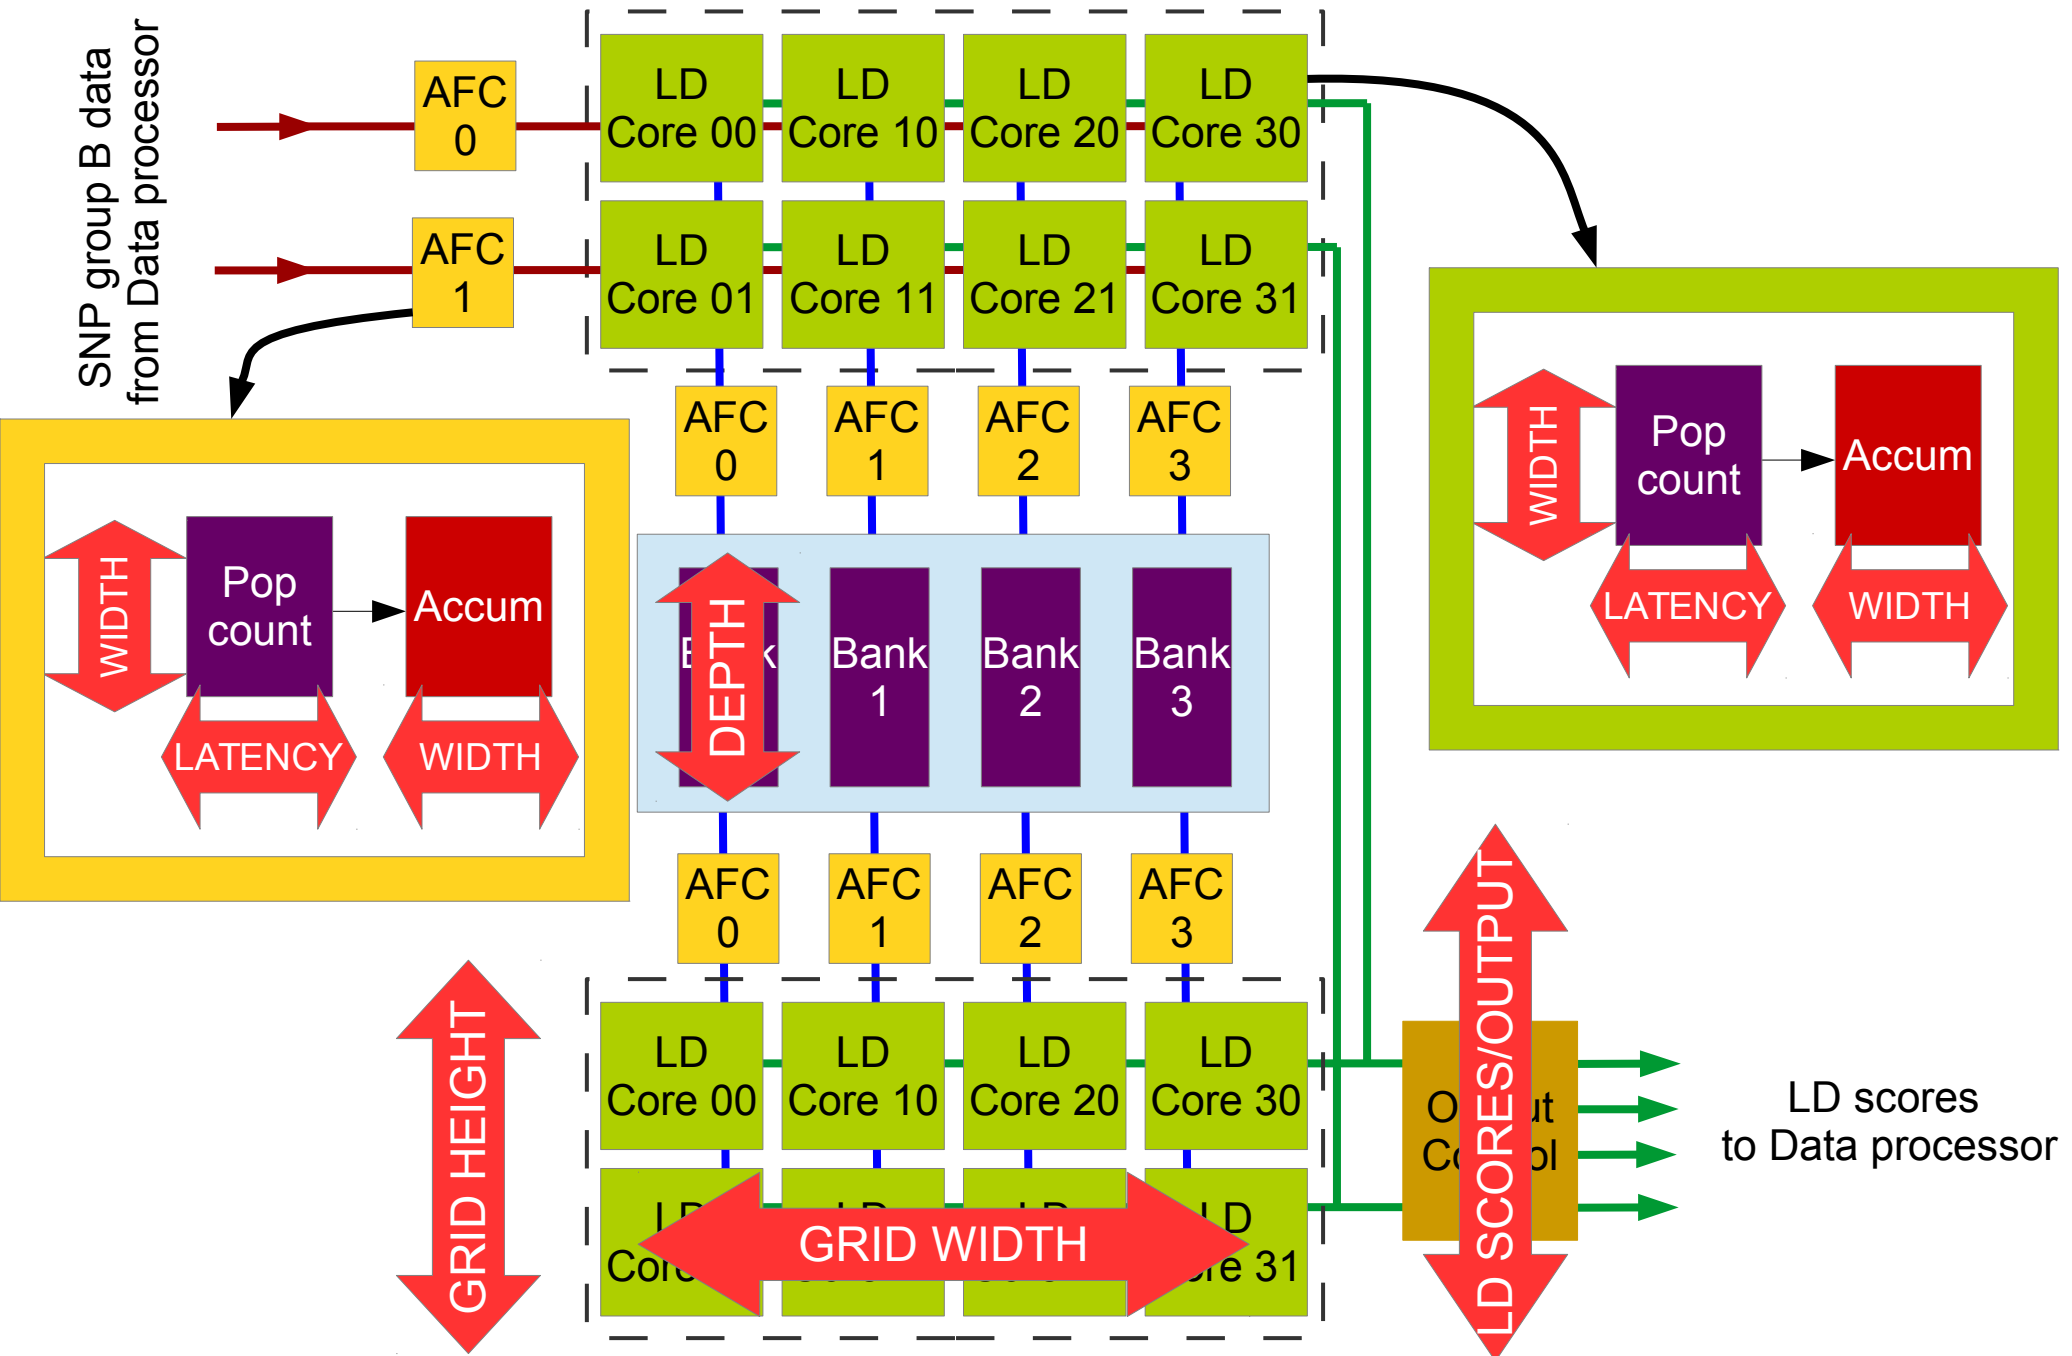 SNP group B data
from Data processor
AFC
0
LD
Core 00
LD
Core 10
LD
Core 20
LD
Core 30
AFC
1
LD
Core 01
LD
Core 11
LD
Core 21
LD
Core 31
AFC
0
AFC
1
AFC
2
AFC
3
WIDTH
Pop
count
Accum
LATENCY
WIDTH
WIDTH
Pop
count
Accum
LATENCY
WIDTH
DEPTH
Bank
1
Bank
2
Bank
3
AFC
0
AFC
1
AFC
2
AFC
3
GRID HEIGHT
LD
Core 00
LD
Core 10
LD
Core 20
LD
Core 30
GRID WIDTH
LD
31
LD SCORES/OUTPUT
LD scores
to Data processor